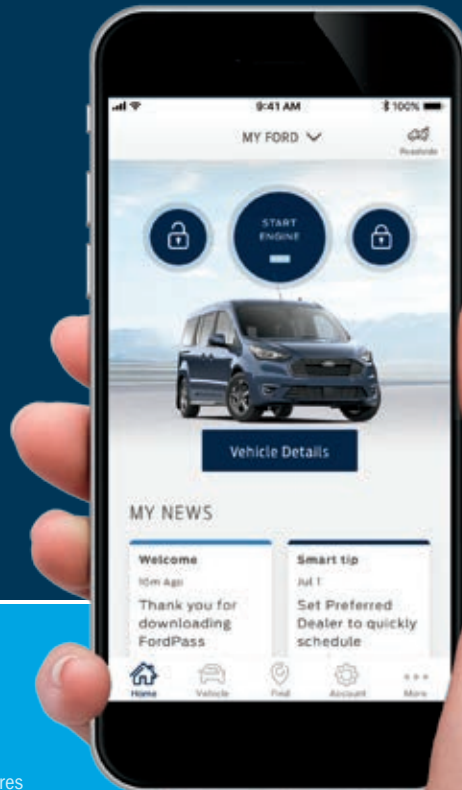 9:41 AM 100%
MY FORD
Roadside
START
ENGINE
Vehicle Details
MY NEWS
Welcome
10m Ago
Thank you for
downloading
FordPass
Smart tip
Jul 1
Set Preferred
Dealer to quickly
schedule
Home Vehicle Find Account More
res